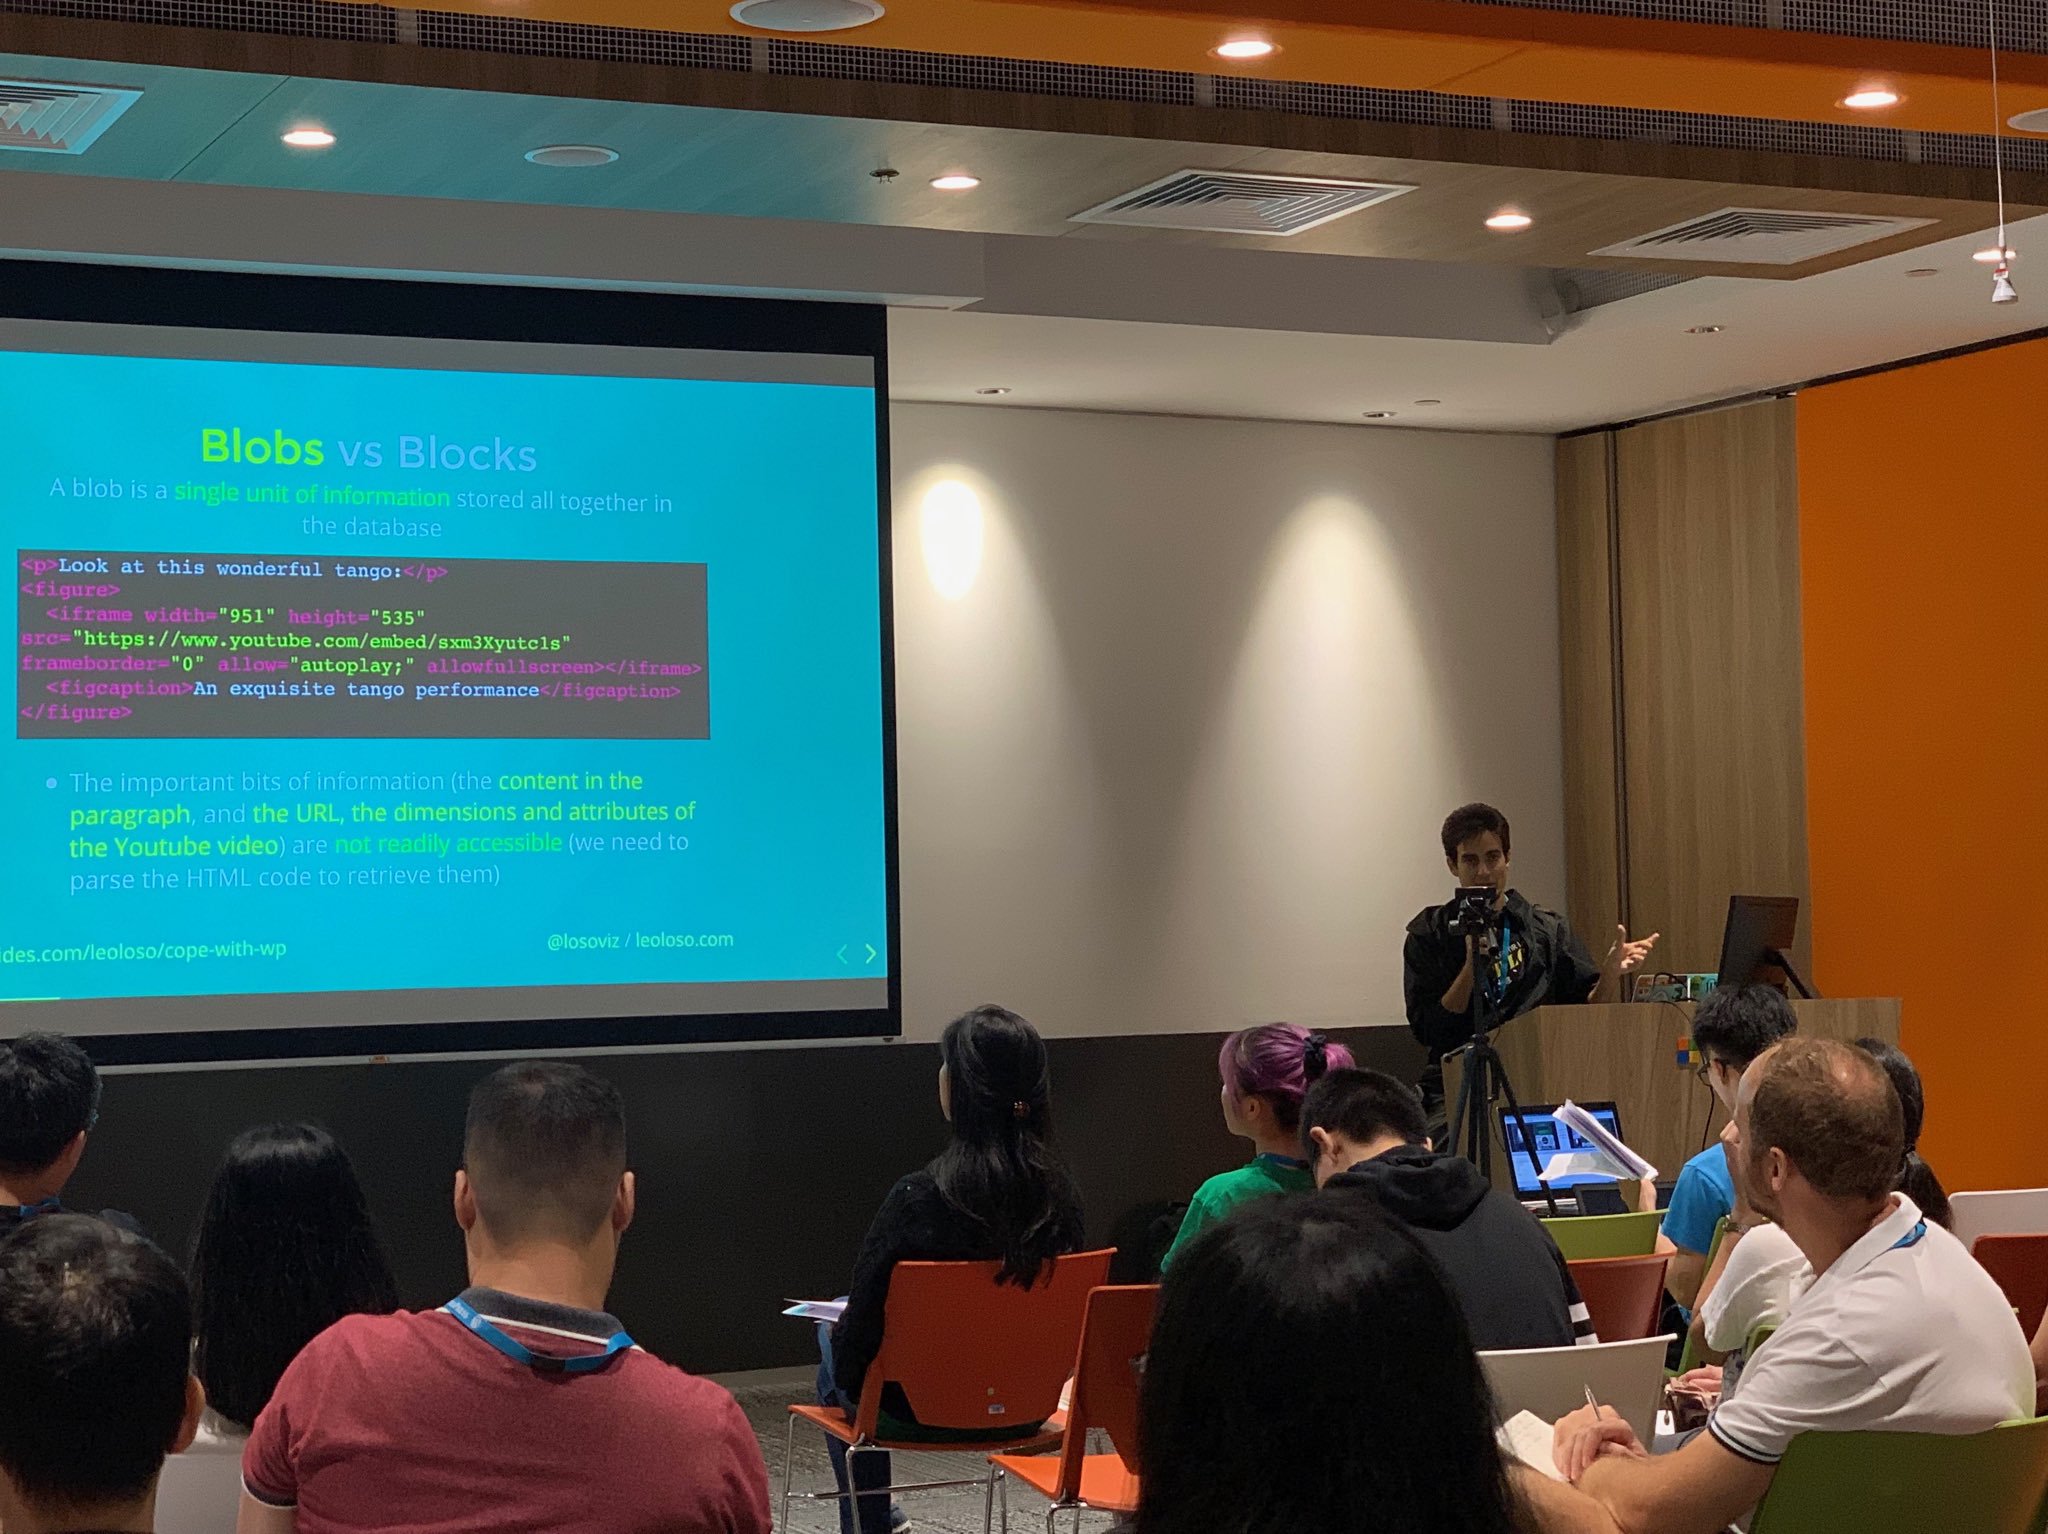 Blobs vs Blocks
A blob is a single unit of information stored all together in
the database
<p>Look at this wonderful tango:</p>
<figure>
<iframe width="951" height="535"
src="https://www.youtube.com/embed/sxm3Xyutc1s"
frameborder="0" allow="autoplay;" allowfullscreen></iframe>
<figcaption>An exquisite tango performance</figcaption>
</figure>
• The important bits of information (the content in the
paragraph, and the URL, the dimensions and attributes of
the Youtube video) are not readily accessible (we need to
parse the HTML code to retrieve them)
ides.com/leoloso/cope-with-wp
@losoviz / leoloso.com